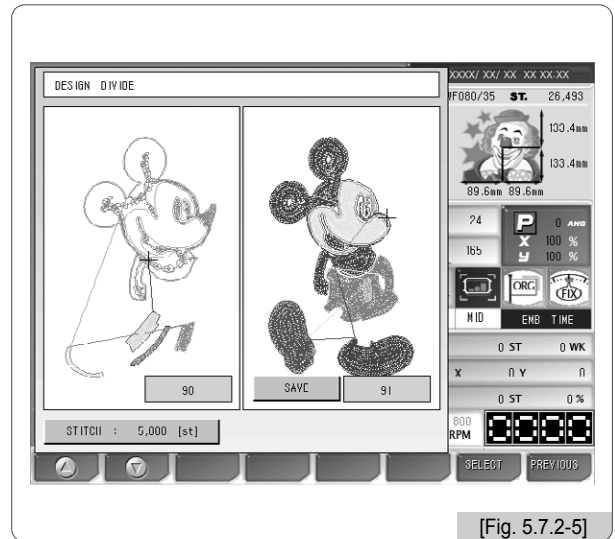 XXXX/ XX/ XX XX:XX:XX
DESIGN DIVIDE
WF080/35 ST. 26,493
133.4mm
133.4mm
89.6mm 89.6mm
24
P 0 ANG
X 100 %
Y 100 %
165
ORG
FIX
MID
EMB TIME
0 ST 0 WK
X 0 Y 0
0 ST 0 %
90
SAVE
91
STITCH : 5,000 [st]
800
RPM
0000
SELECT
PREVIOUS
[Fig. 5.7.2-5]